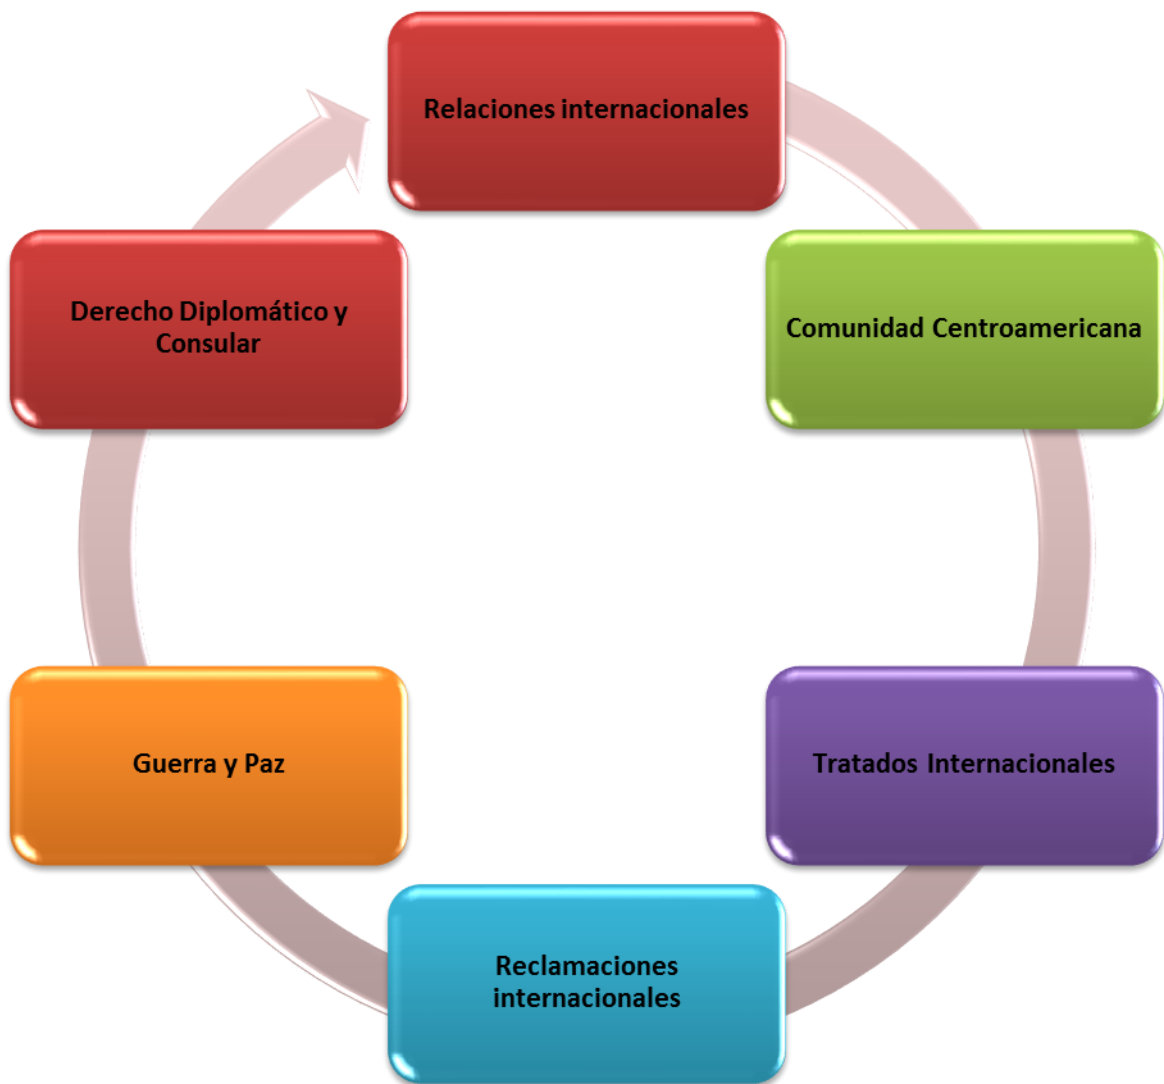 Relaciones internacionales
Comunidad Centroamericana
Tratados Internacionales
Reclamaciones
internacionales
Guerra y Paz
Derecho Diplomático y
Consular